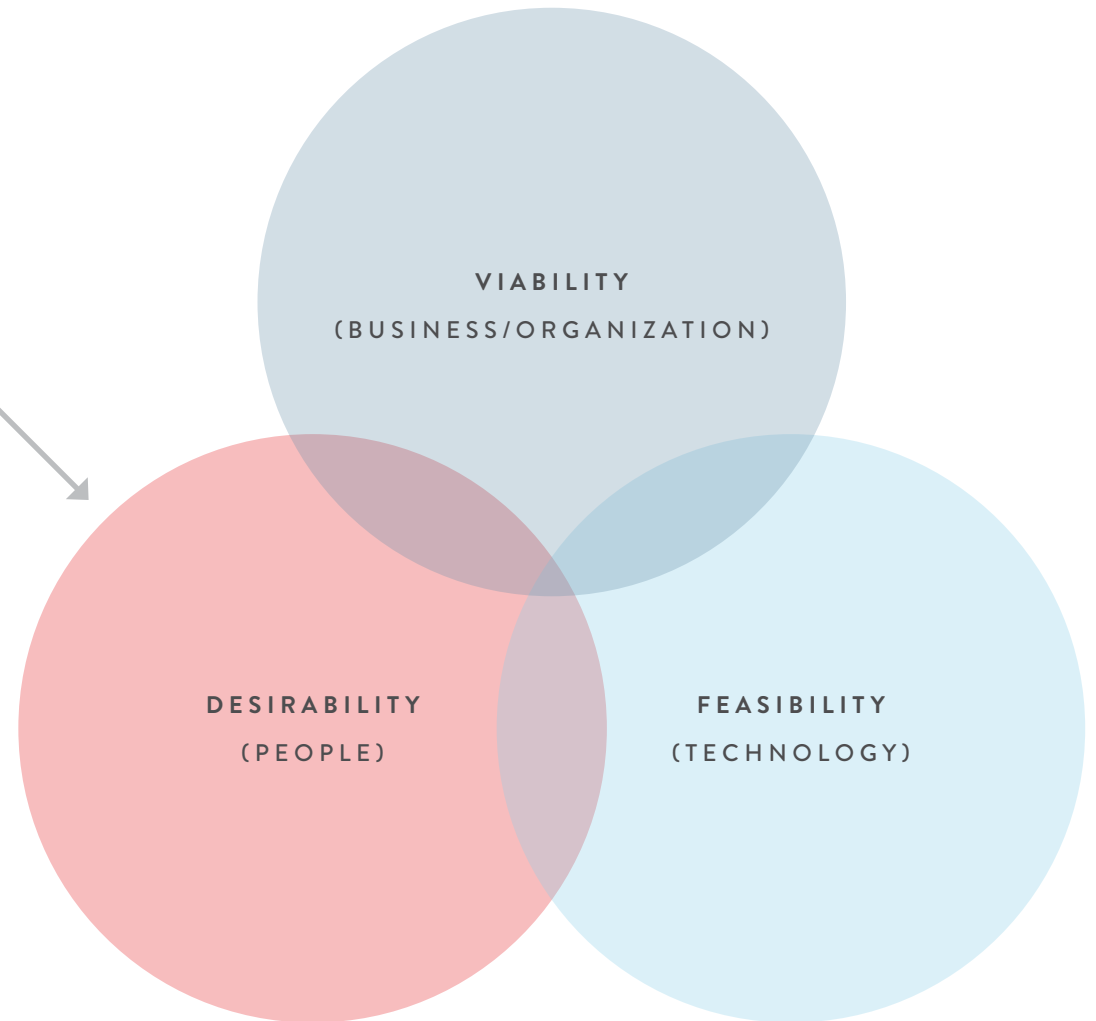 VIABILITY
(BUSINESS/ORGANIZATION)
DESIRABILITY
(PEOPLE)
FEASIBILITY
(TECHNOLOGY)